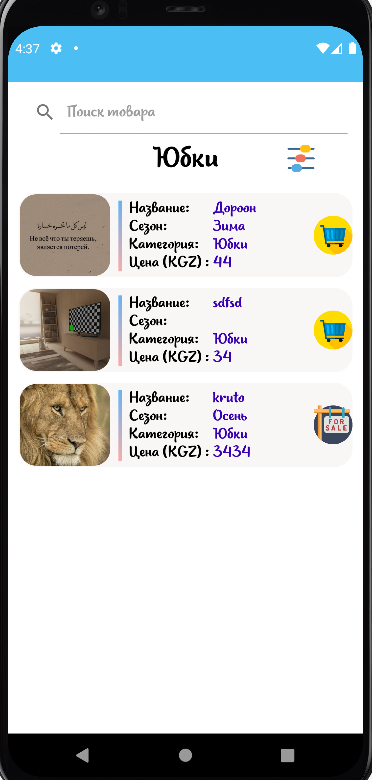 4:37
Поиск товара
Юбки
Не всё что ты теряешь,
является потерей.
Название: Дороон
Сезон: Зима
Категория: Юбки
Цена (KGZ) : 44
Название: sdfsd
Сезон:
Категория: Юбки
Цена (KGZ) : 34
Название: kruto
Сезон: Осень
Категория: Юбки
Цена (KGZ) : 3434
FOR
SALE